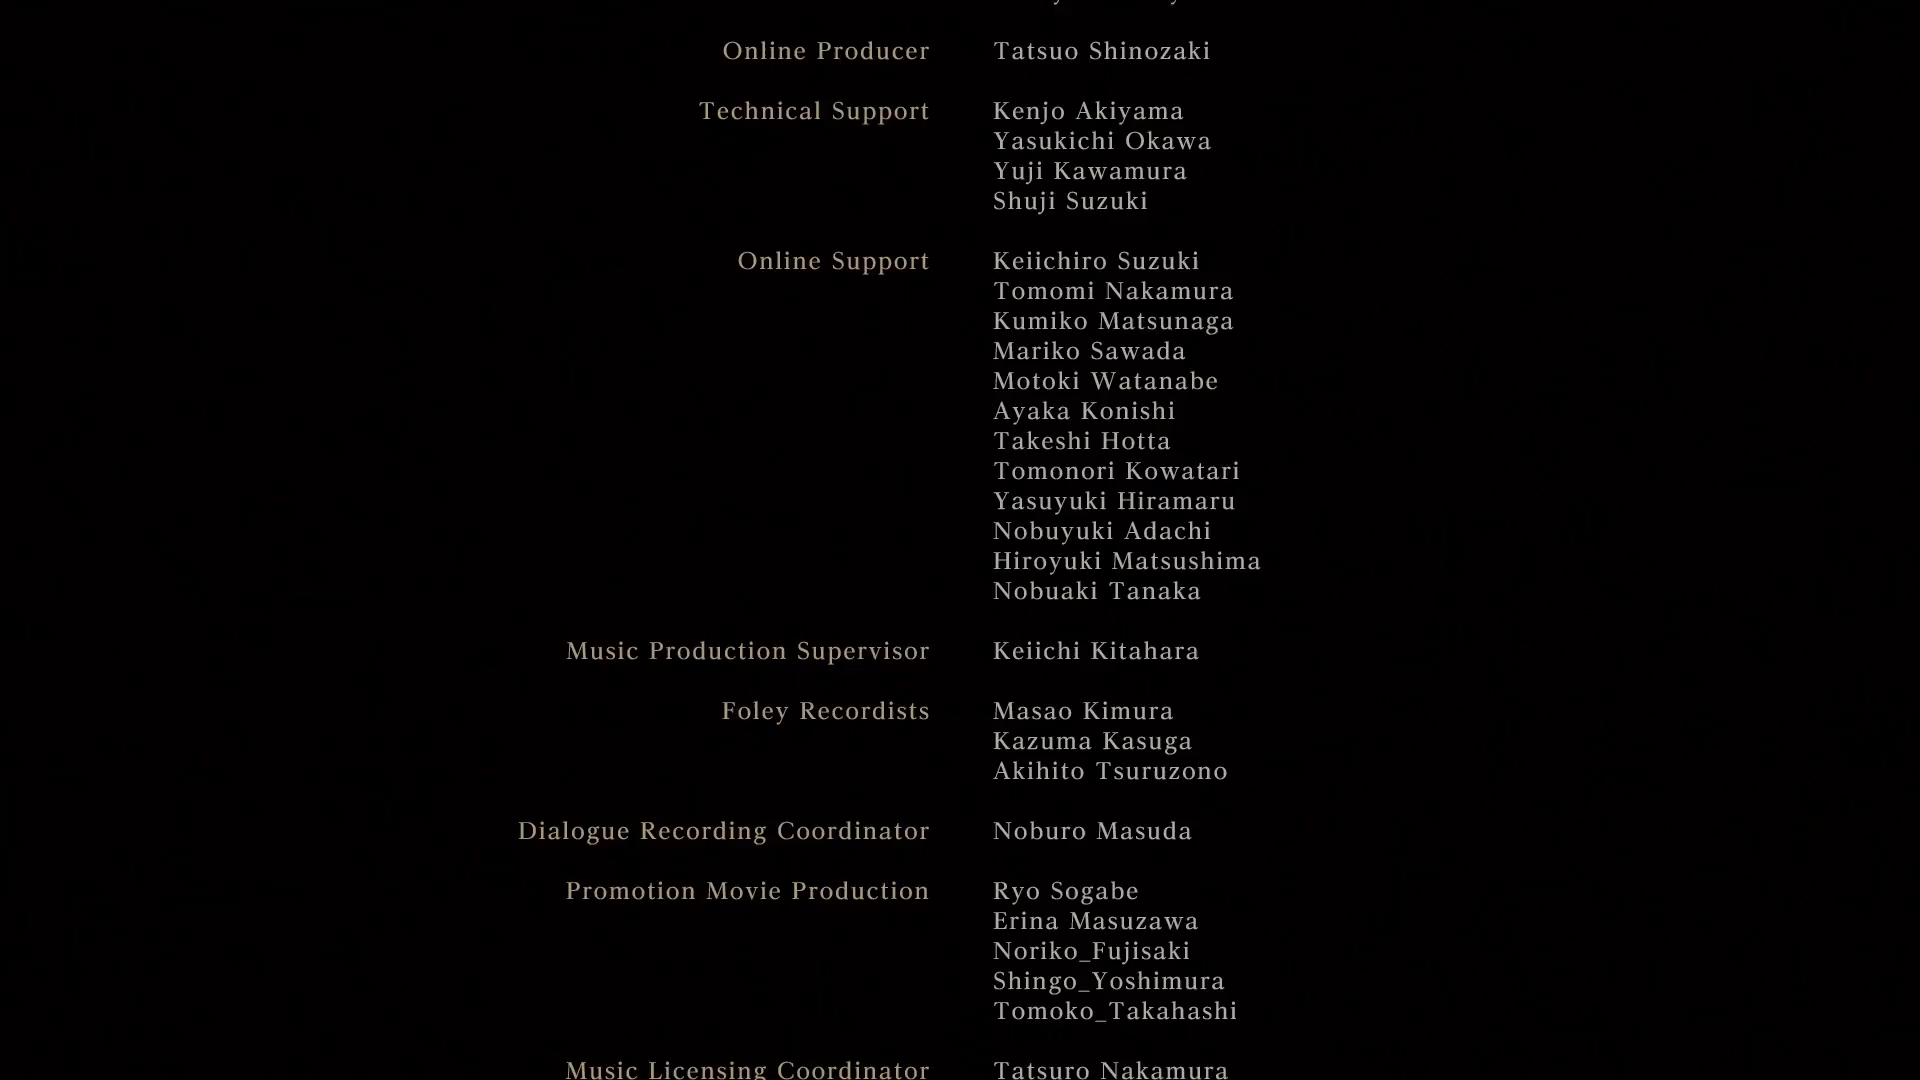 Online Producer Tatsuo Shinozaki
Technical Support Kenjo Akiyama
Yasukichi Okawa
Yuji Kawamura
Shuji Suzuki
Online Support Keiichiro Suzuki
Tomomi Nakamura
Kumiko Matsunaga
Mariko Sawada
Motoki Watanabe
Ayaka Konishi
Takeshi Hotta
Tomonori Kowatari
Yasuyuki Hiramaru
Nobuyuki Adachi
Hiroyuki Matsushima
Nobuaki Tanaka
Music Production Supervisor Keiichi Kitahara
Foley Recordists Masao Kimura
Kazuma Kasuga
Akihito Tsuruzono
Dialogue Recording Coordinator Noburo Masuda
Promotion Movie Production Ryo Sogabe
Erina Masuzawa
Noriko_Fujisaki
Shingo_Yoshimura
Tomoko_Takahashi
Music Licensing Coordinator Tatsuro Nakamura